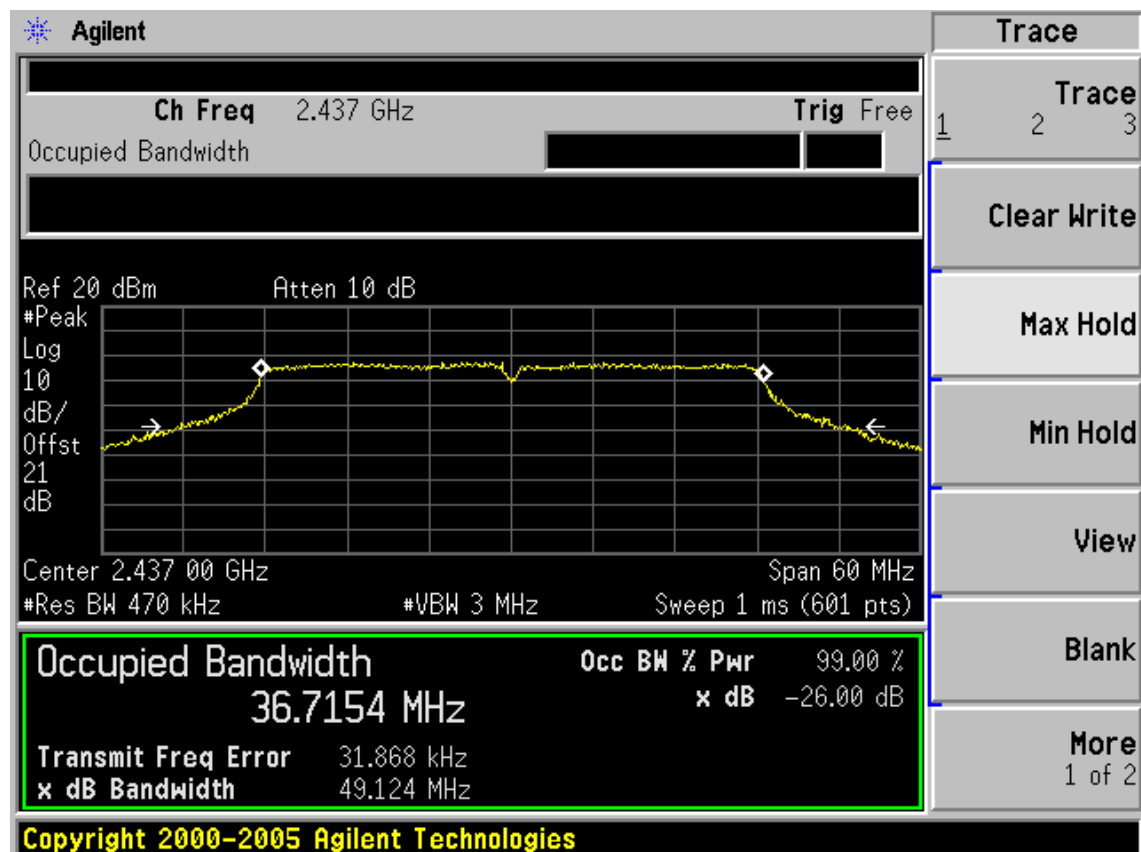 Agilent
Ch Freq 2.437 GHz Trig Free
Occupied Bandwidth
Ref 20 dBm Atten 10 dB
#Peak
Log
10
dB/
Offst
21
dB
Center 2.437 00 GHz Span 60 MHz
#Res BW 470 kHz #VBW 3 MHz Sweep 1 ms (601 pts)
Occupied Bandwidth Occ BW % Pwr 99.00 %
36.7154 MHz x dB -26.00 dB
Transmit Freq Error 31.868 kHz
x dB Bandwidth 49.124 MHz
Copyright 2000-2005 Agilent Technologies
Trace
Trace
1 2 3
Clear Write
Max Hold
Min Hold
View
Blank
More
1 of 2